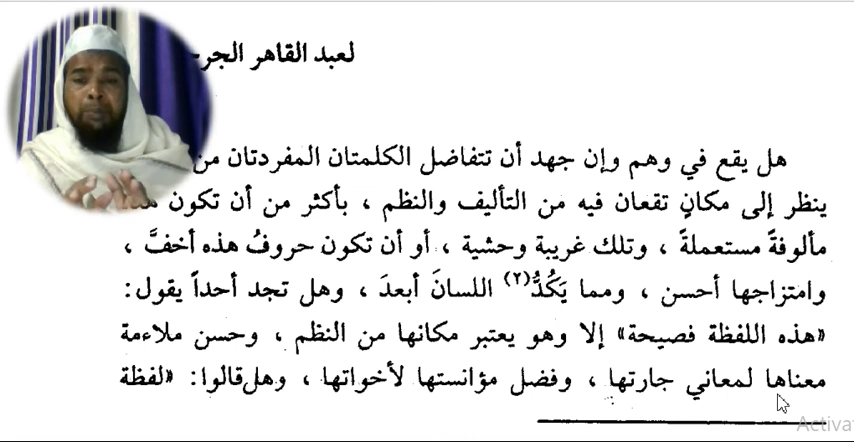 لعبد القاهر الجر
هل يقع في وهم وإن جهد أن تتفاضل الكلمتان المفردتان من
ينظر إلى مكانٍ تقعان فيه من التأليف والنظم ، بأكثر من أن تكون
مألوفةً مستعملةً ، وتلك غريبة وحشية ، أو أن تكون حروفُ هذه أخفَّ ،
وامتزاجها أحسن ، ومما يَكُدُّ(٢) اللسانَ أبعدَ ، وهل تجد أحداً يقول:
«هذه اللفظة فصيحة» إلا وهو يعتبر مكانها من النظم ، وحسن ملاءمة
معناها لمعاني جارتها ، وفضل مؤانستها لأخواتها ، وهل قالوا: «لفظة
Activa